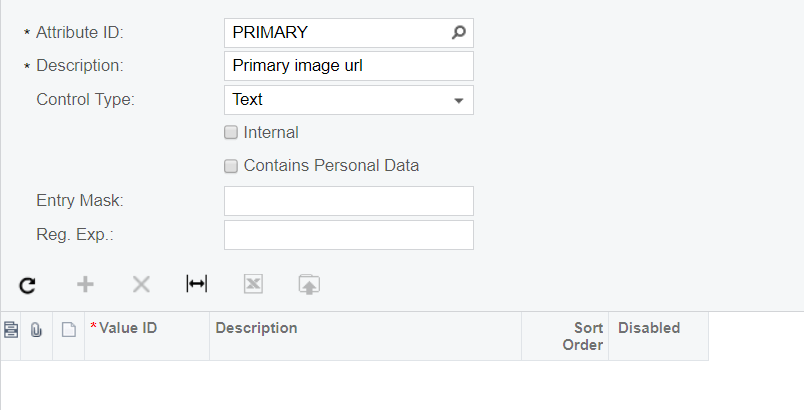 * Attribute ID: PRIMARY
* Description: Primary image url
Control Type: Text
Internal
Contains Personal Data
Entry Mask:
Reg. Exp.:
* Value ID Description Sort Order Disabled